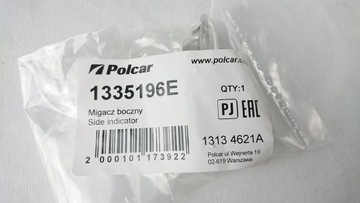 Polcar
www.polcar.c
1335196E
QTY:1
Migacz boczny
Side indicator
PJ EAC
2 000101 173922
1313 4621A
Polcar ul.Wejnerta 19
02-619 Warszawa